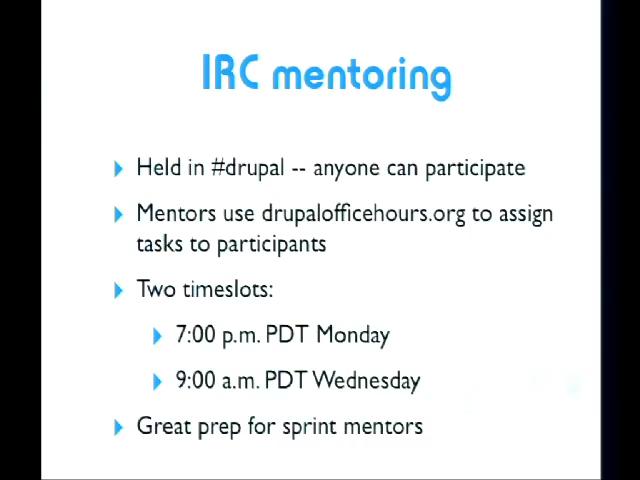 IRC mentoring
Held in #drupal -- anyone can participate
Mentors use drupalofficehours.org to assign
tasks to participants
Two timeslots:
7:00 p.m. PDT Monday
9:00 a.m. PDT Wednesday
Great prep for sprint mentors